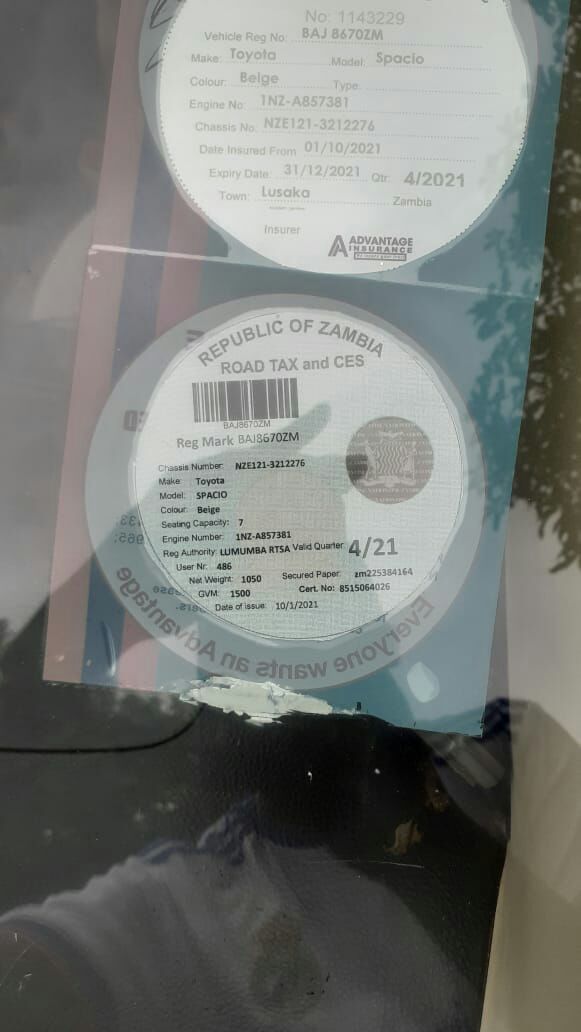 No: 1143229
Vehicle Reg No: BAJ 8670ZM
Make: Toyota Model: Spacio
Colour: Beige Type:
Engine No: 1NZ-A857381
Chassis No: NZE121-3212276
Date Insured From 01/10/2021
Expiry Date: 31/12/2021 Qtr: 4/2021
Town: Lusaka Zambia
Insurer
ADVANTAGE
INSURANCE
REPUBLIC OF ZAMBIA
ROAD TAX and CES
BAJ8670ZM
Reg Mark BAJ8670ZM
Chassis Number: NZE121-3212276
Make: Toyota
Model: SPACIO
Colour: Beige
Seating Capacity: 7
Engine Number: 1NZ-A857381
Reg Authority: LUMUMBA RTSA Valid Quarter: 4/21
User Nr: 486
Net Weight: 1050 Secured Paper: zm225384164
GVM: 1500 Cert. No: 8515064026
Date of issue: 10/1/2021
Everyone wants an Advantage